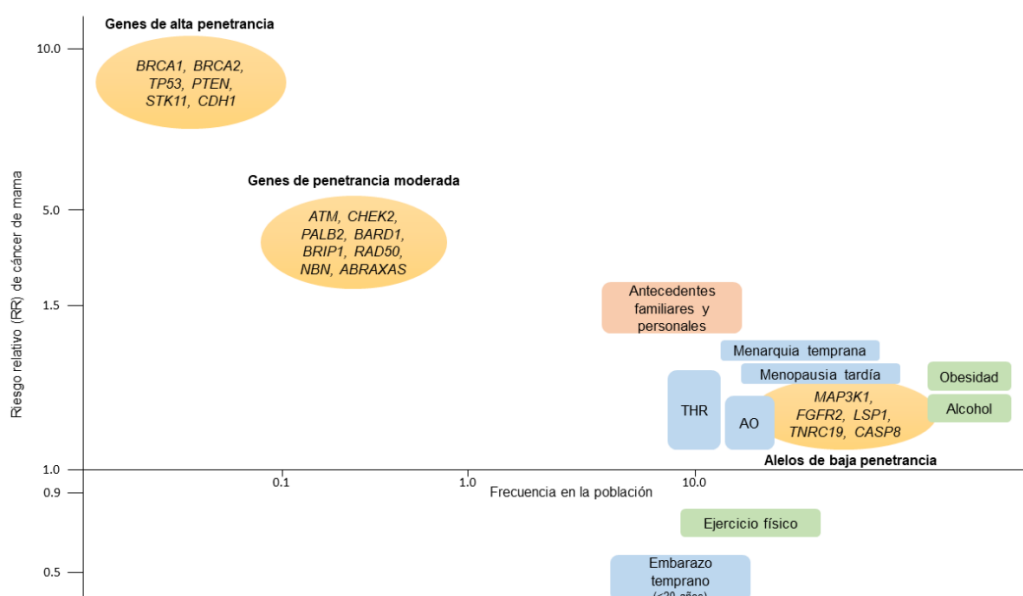 Genes de alta penetrancia
10.0
BRCA1, BRCA2,
TP53, PTEN,
STK11, CDH1
Genes de penetrancia moderada
5.0
ATM, CHEK2,
PALB2, BARD1,
BRIP1, RAD50,
NBN, ABRAXAS
Riesgo relativo (RR) de cáncer de mama
1.5
Antecedentes
familiares y
personales
Menarquia temprana
Menopausia tardía
Obesidad
THR
AO
MAP3K1,
FGFR2, LSP1,
TNRC19, CASP8
Alcohol
Alelos de baja penetrancia
1.0
0.1
1.0
10.0
Frecuencia en la población
0.9
Ejercicio físico
0.5
Embarazo
temprano